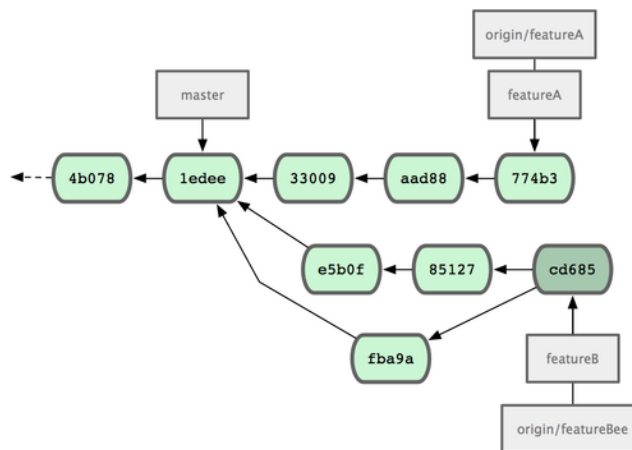 origin/featureA
master
featureA
4b078
1edee
33009
aad88
774b3
e5b0f
85127
cd685
fba9a
featureB
origin/featureBee